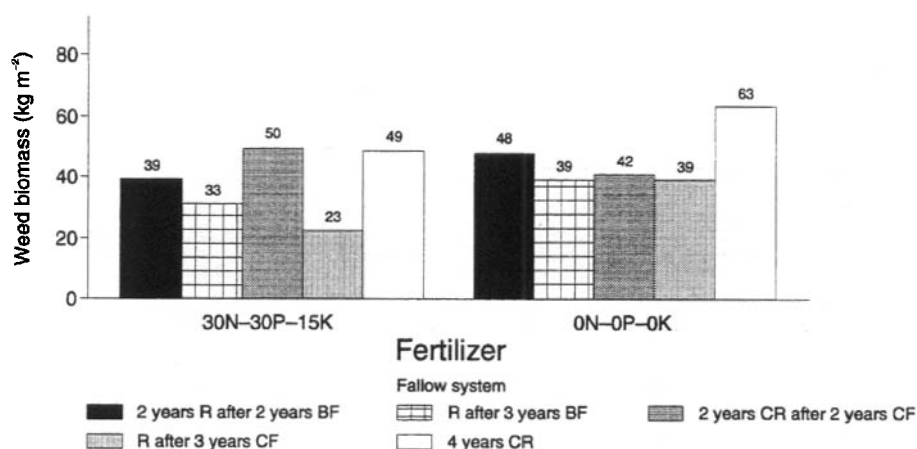 Weed biomass (kg m⁻²)
80
60
40
20
0
39
33
50
23
49
48
39
42
39
63
30N–30P–15K
0N–0P–0K
Fertilizer
Fallow system
2 years R after 2 years BF
R after 3 years BF
2 years CR after 2 years CF
R after 3 years CF
4 years CR